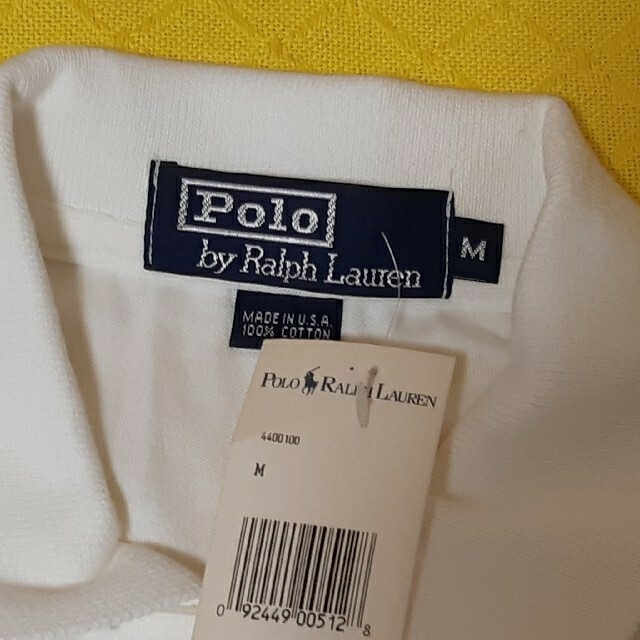 Polo
by Ralph Lauren
M
MADE IN U.S.A.
100% COTTON
POLO RALPH LAUREN
4400100
M
0 92449 00512 8